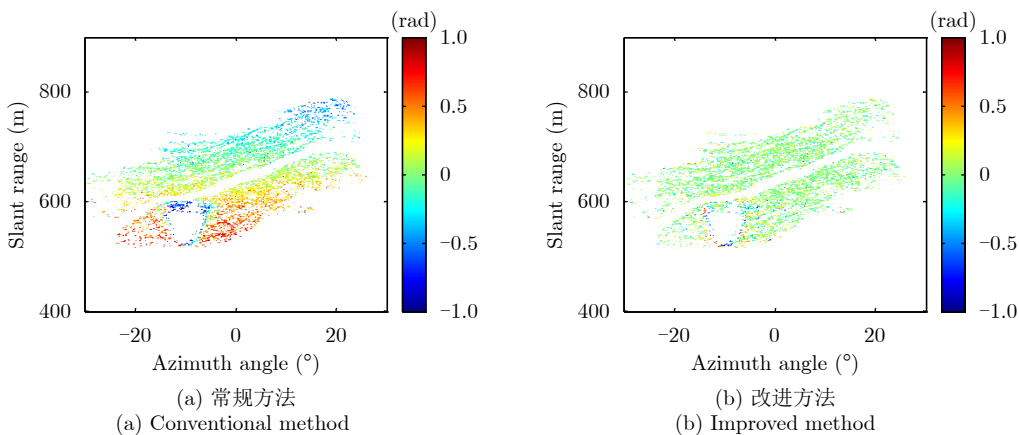 (rad)
1.0
0.5
0
−0.5
−1.0
800
600
400
Slant range (m)
−20
0
20
Azimuth angle (°)
(a) 常规方法
(a) Conventional method
(rad)
1.0
0.5
0
−0.5
−1.0
800
600
400
Slant range (m)
−20
0
20
Azimuth angle (°)
(b) 改进方法
(b) Improved method